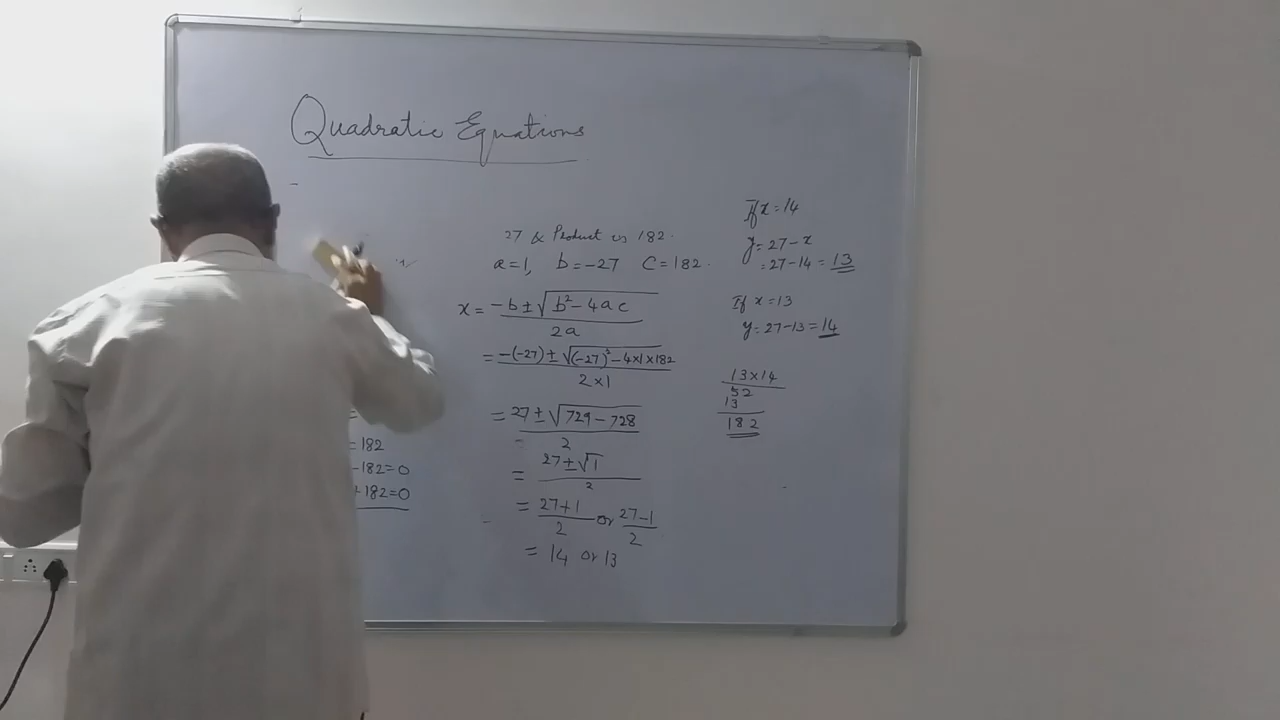 Quadratic Equations
27 & Product is 182.
a=1, b=-27 C=182.
x = -b±√b²-4ac / 2a
= -(-27)±√(-27)²-4×1×182 / 2×1
= 27±√729-728 / 2
= 27±√1 / 2
= 27+1 / 2 or 27-1 / 2
= 14 or 13
= 182
-182=0
+182=0
If x=14
y=27-x
=27-14=13
If x=13
y=27-13=14
13×14
52
13
182